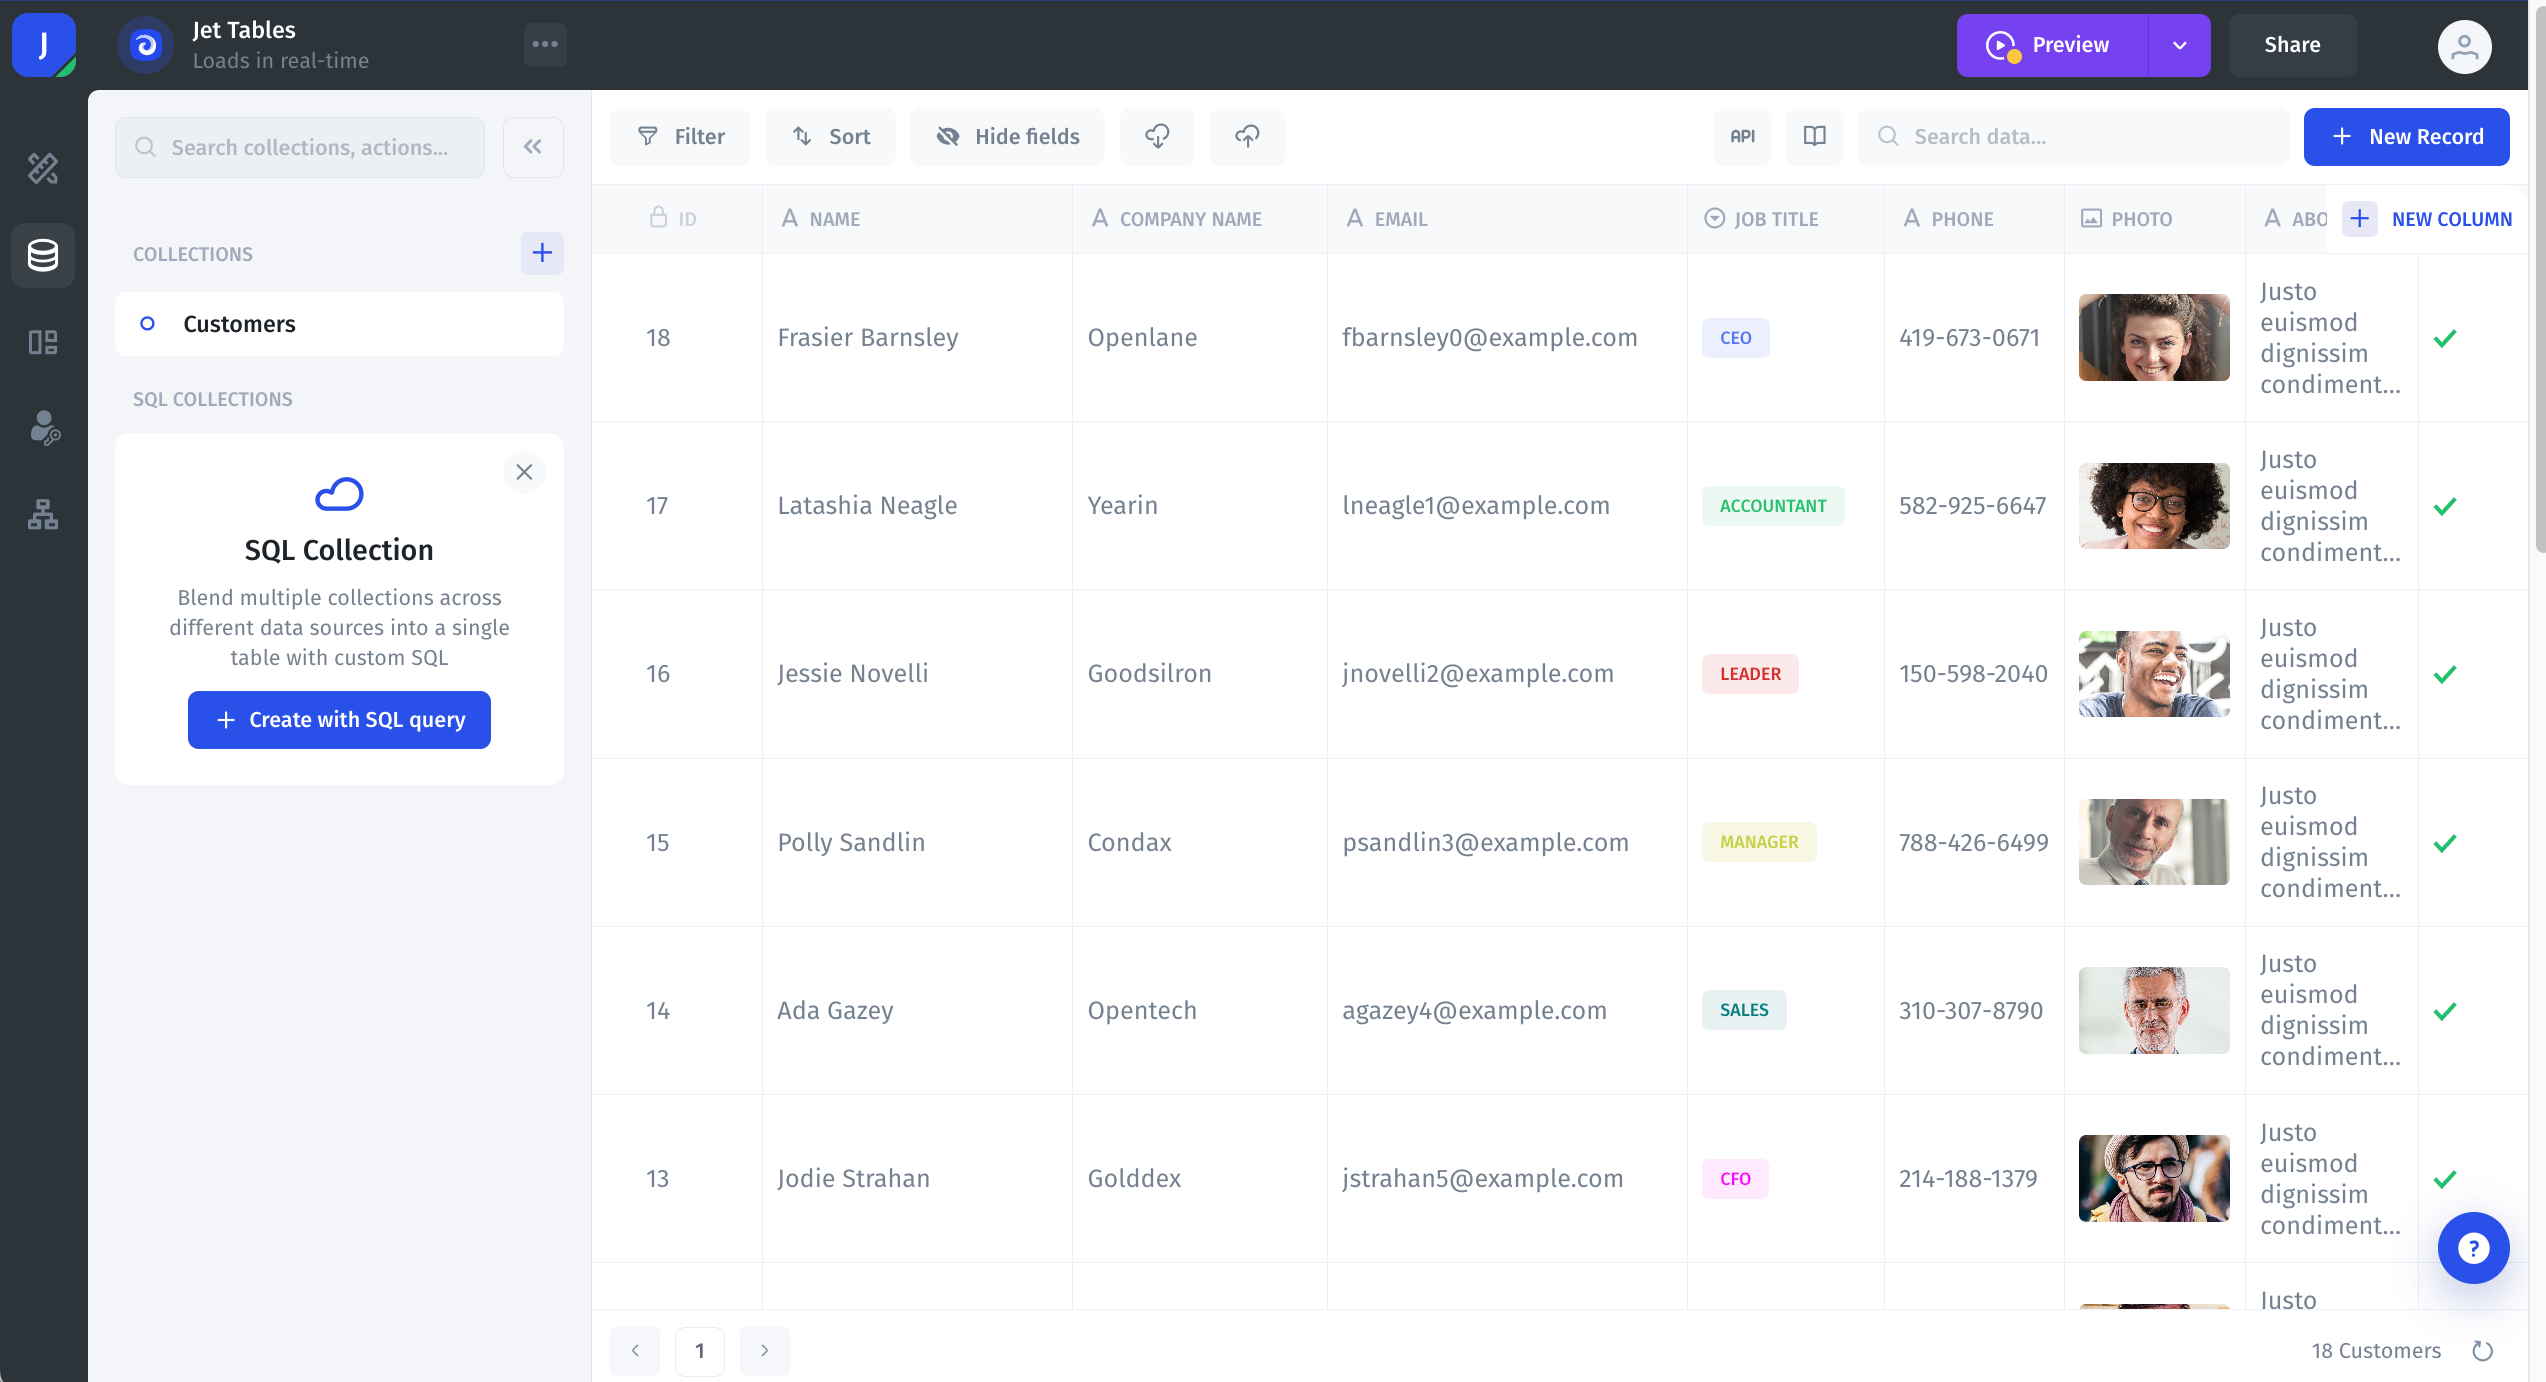 J
Jet Tables
Loads in real-time
Preview
Share
Search collections, actions...
COLLECTIONS
Customers
SQL COLLECTIONS
SQL Collection
Blend multiple collections across
different data sources into a single
table with custom SQL
Create with SQL query
Filter
Sort
Hide fields
API
Search data...
New Record
ID
NAME
COMPANY NAME
EMAIL
JOB TITLE
PHONE
PHOTO
ABO
NEW COLUMN
18
Frasier Barnsley
Openlane
fbarnsley0@example.com
CEO
419-673-0671
Justo
euismod
dignissim
condiment...
17
Latashia Neagle
Yearin
lneagle1@example.com
ACCOUNTANT
582-925-6647
Justo
euismod
dignissim
condiment...
16
Jessie Novelli
Goodsilron
jnovelli2@example.com
LEADER
150-598-2040
Justo
euismod
dignissim
condiment...
15
Polly Sandlin
Condax
psandlin3@example.com
MANAGER
788-426-6499
Justo
euismod
dignissim
condiment...
14
Ada Gazey
Opentech
agazey4@example.com
SALES
310-307-8790
Justo
euismod
dignissim
condiment...
13
Jodie Strahan
Golddex
jstrahan5@example.com
CFO
214-188-1379
Justo
euismod
dignissim
condiment...
Justo
1
18 Customers
?